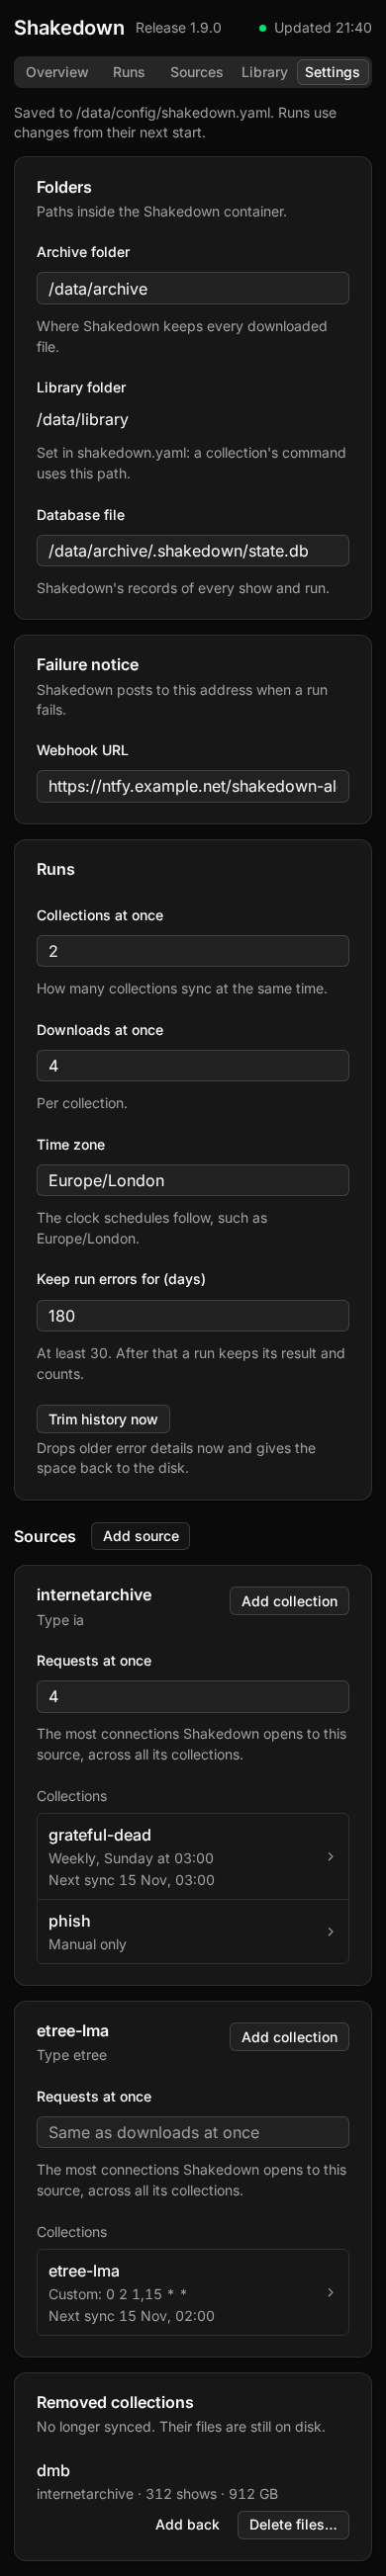 Shakedown Release 1.9.0 Updated 21:40
Overview Runs Sources Library Settings
Saved to /data/config/shakedown.yaml. Runs use
changes from their next start.
Folders
Paths inside the Shakedown container.
Archive folder
/data/archive
Where Shakedown keeps every downloaded
file.
Library folder
/data/library
Set in shakedown.yaml: a collection's command
uses this path.
Database file
/data/archive/.shakedown/state.db
Shakedown's records of every show and run.
Failure notice
Shakedown posts to this address when a run
fails.
Webhook URL
https://ntfy.example.net/shakedown-al
Runs
Collections at once
2
How many collections sync at the same time.
Downloads at once
4
Per collection.
Time zone
Europe/London
The clock schedules follow, such as
Europe/London.
Keep run errors for (days)
180
At least 30. After that a run keeps its result and
counts.
Trim history now
Drops older error details now and gives the
space back to the disk.
Sources Add source
internetarchive Add collection
Type ia
Requests at once
4
The most connections Shakedown opens to this
source, across all its collections.
Collections
grateful-dead
Weekly, Sunday at 03:00
Next sync 15 Nov, 03:00
phish
Manual only
etree-lma Add collection
Type etree
Requests at once
Same as downloads at once
The most connections Shakedown opens to this
source, across all its collections.
Collections
etree-lma
Custom: 0 2 1,15 * *
Next sync 15 Nov, 02:00
Removed collections
No longer synced. Their files are still on disk.
dmb
internetarchive · 312 shows · 912 GB
Add back Delete files…